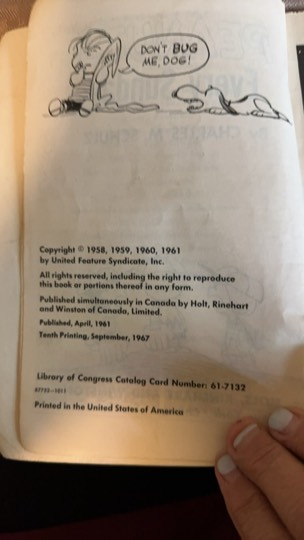 DON'T BUG
ME, DOG!
Copyright © 1958, 1959, 1960, 1961
by United Feature Syndicate, Inc.
All rights reserved, including the right to reproduce
this book or portions thereof in any form.
Published simultaneously in Canada by Holt, Rinehart
and Winston of Canada, Limited.
Published, April, 1961
Tenth Printing, September, 1967
Library of Congress Catalog Card Number: 61-7132
Printed in the United States of America